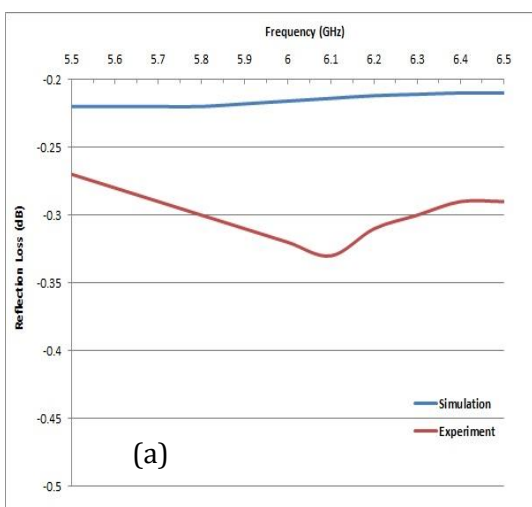 Frequency (GHz)
5.5 5.6 5.7 5.8 5.9 6 6.1 6.2 6.3 6.4 6.5
-0.2
-0.25
-0.3
-0.35
-0.4
-0.45
-0.5
Reflection Loss (dB)
Simulation
Experiment
(a)